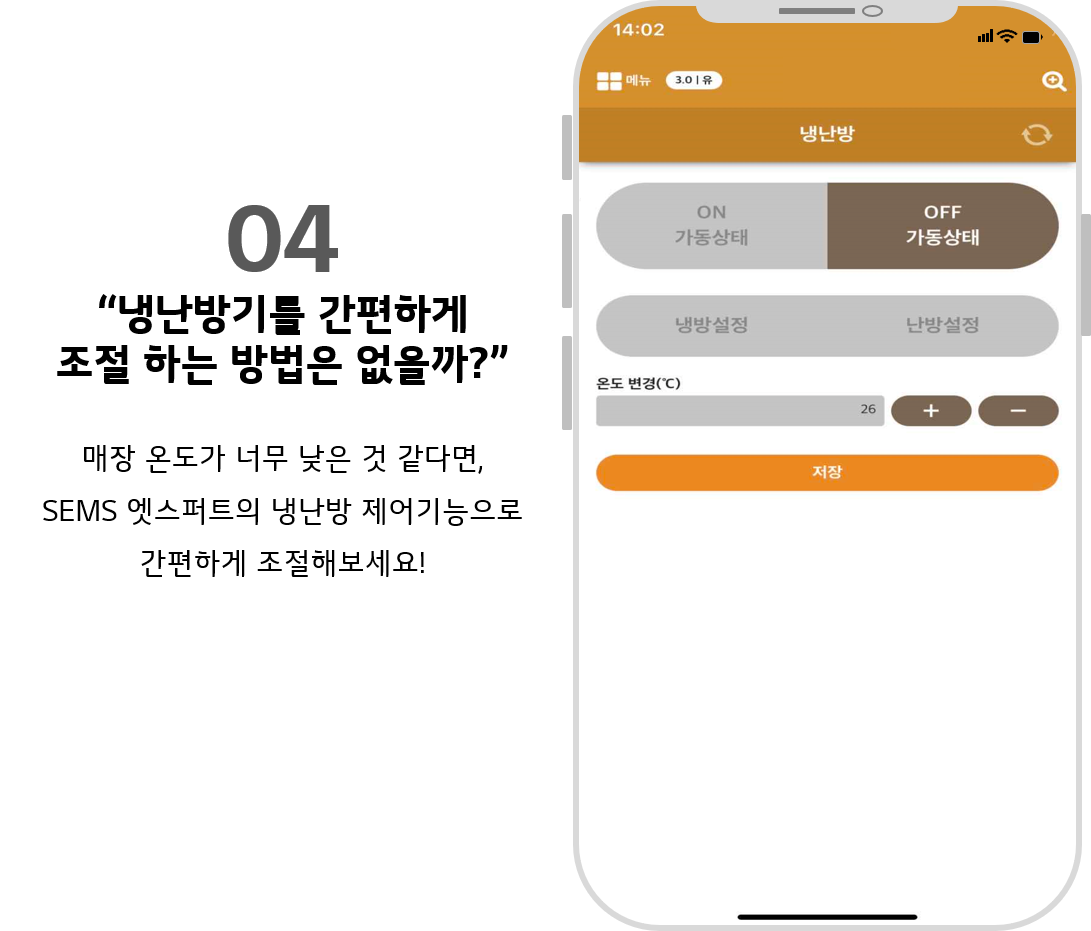 04
“냉난방기를 간편하게
조절 하는 방법은 없을까?”
매장 온도가 너무 낮은 것 같다면,
SEMS 엣스퍼트의 냉난방 제어기능으로
간편하게 조절해보세요!
14:02
메뉴 3.0 | 유
냉난방
ON
가동상태
OFF
가동상태
냉방설정 난방설정
온도 변경(℃)
26 + −
저장